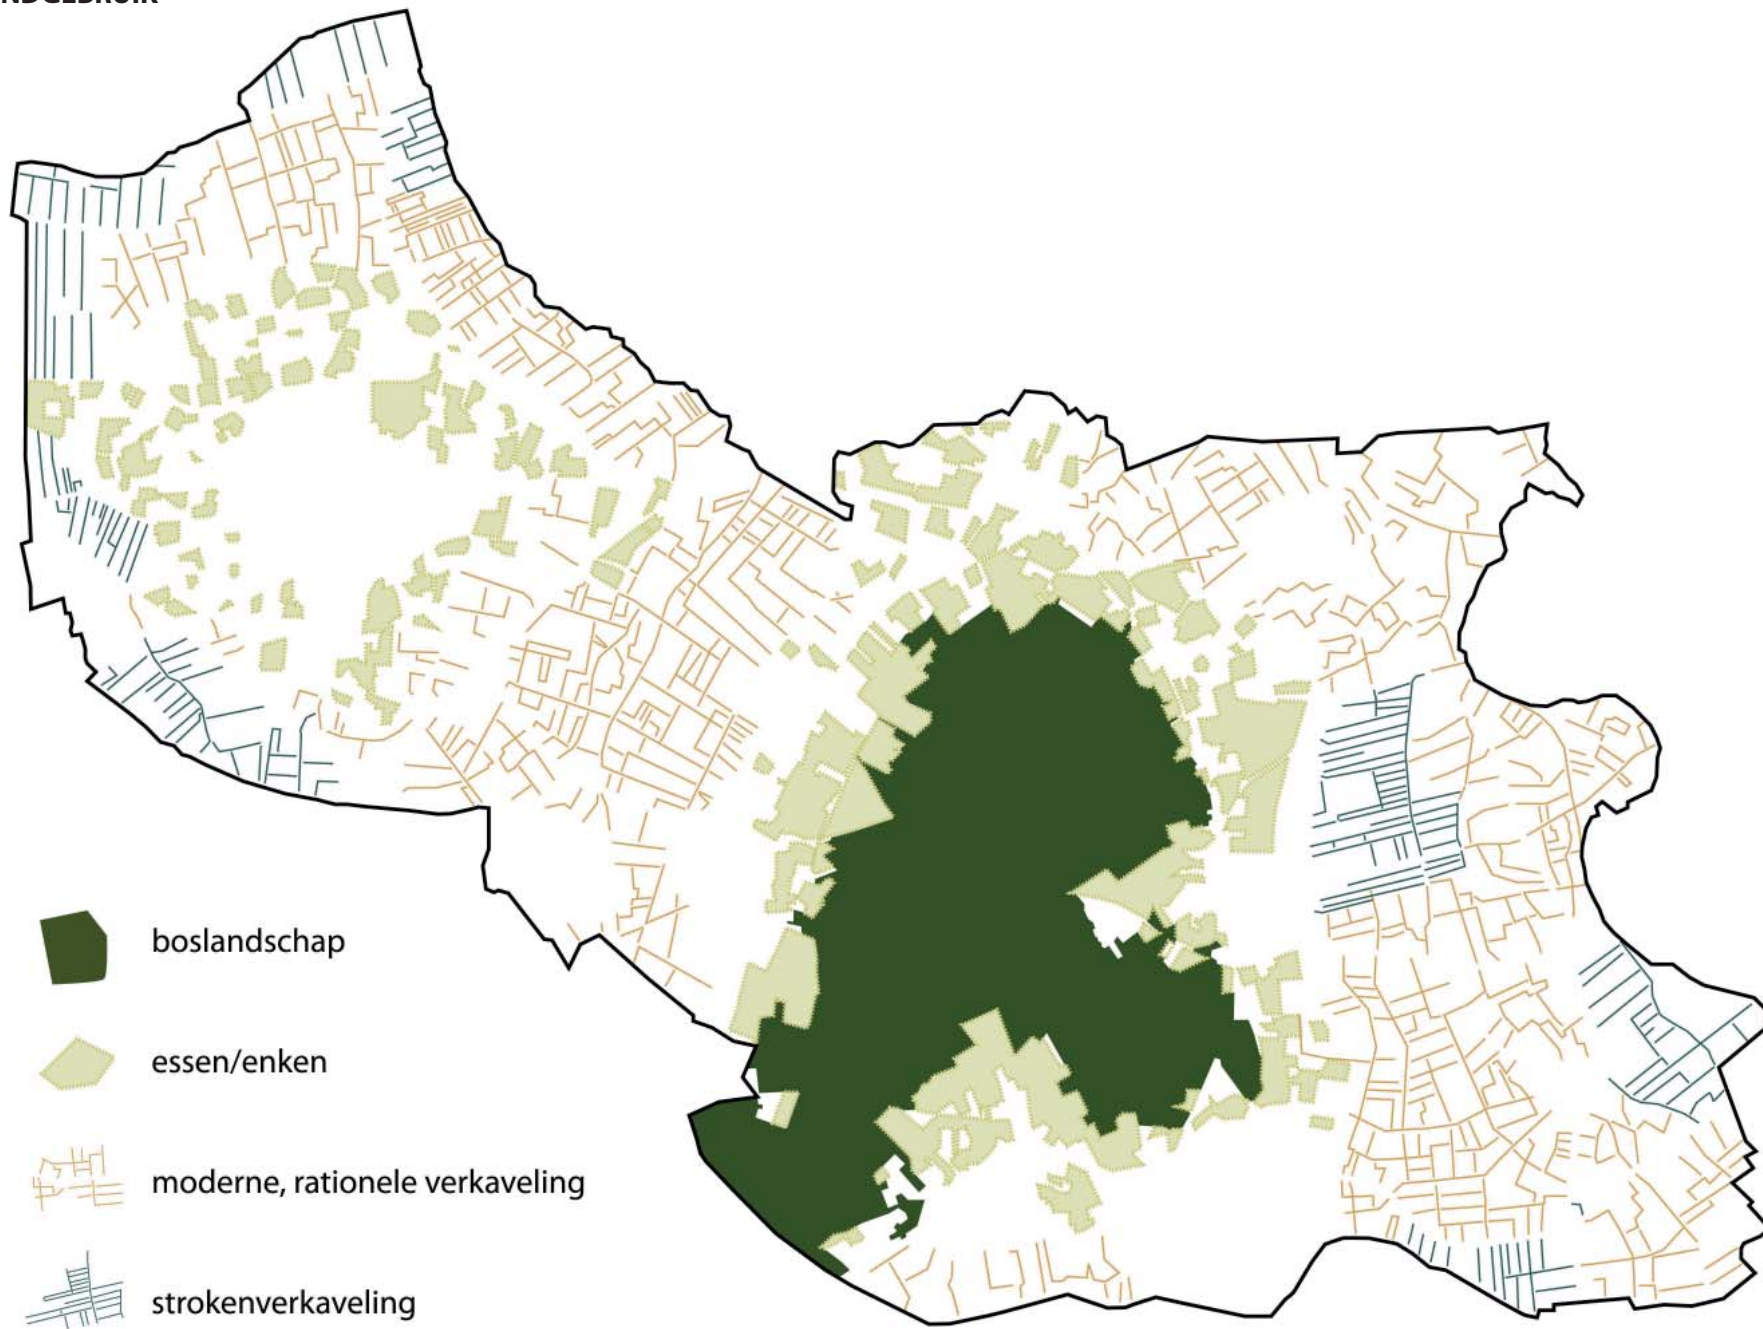 boslandschap
essen/enken
moderne, rationele verkaveling
strokenverkaveling